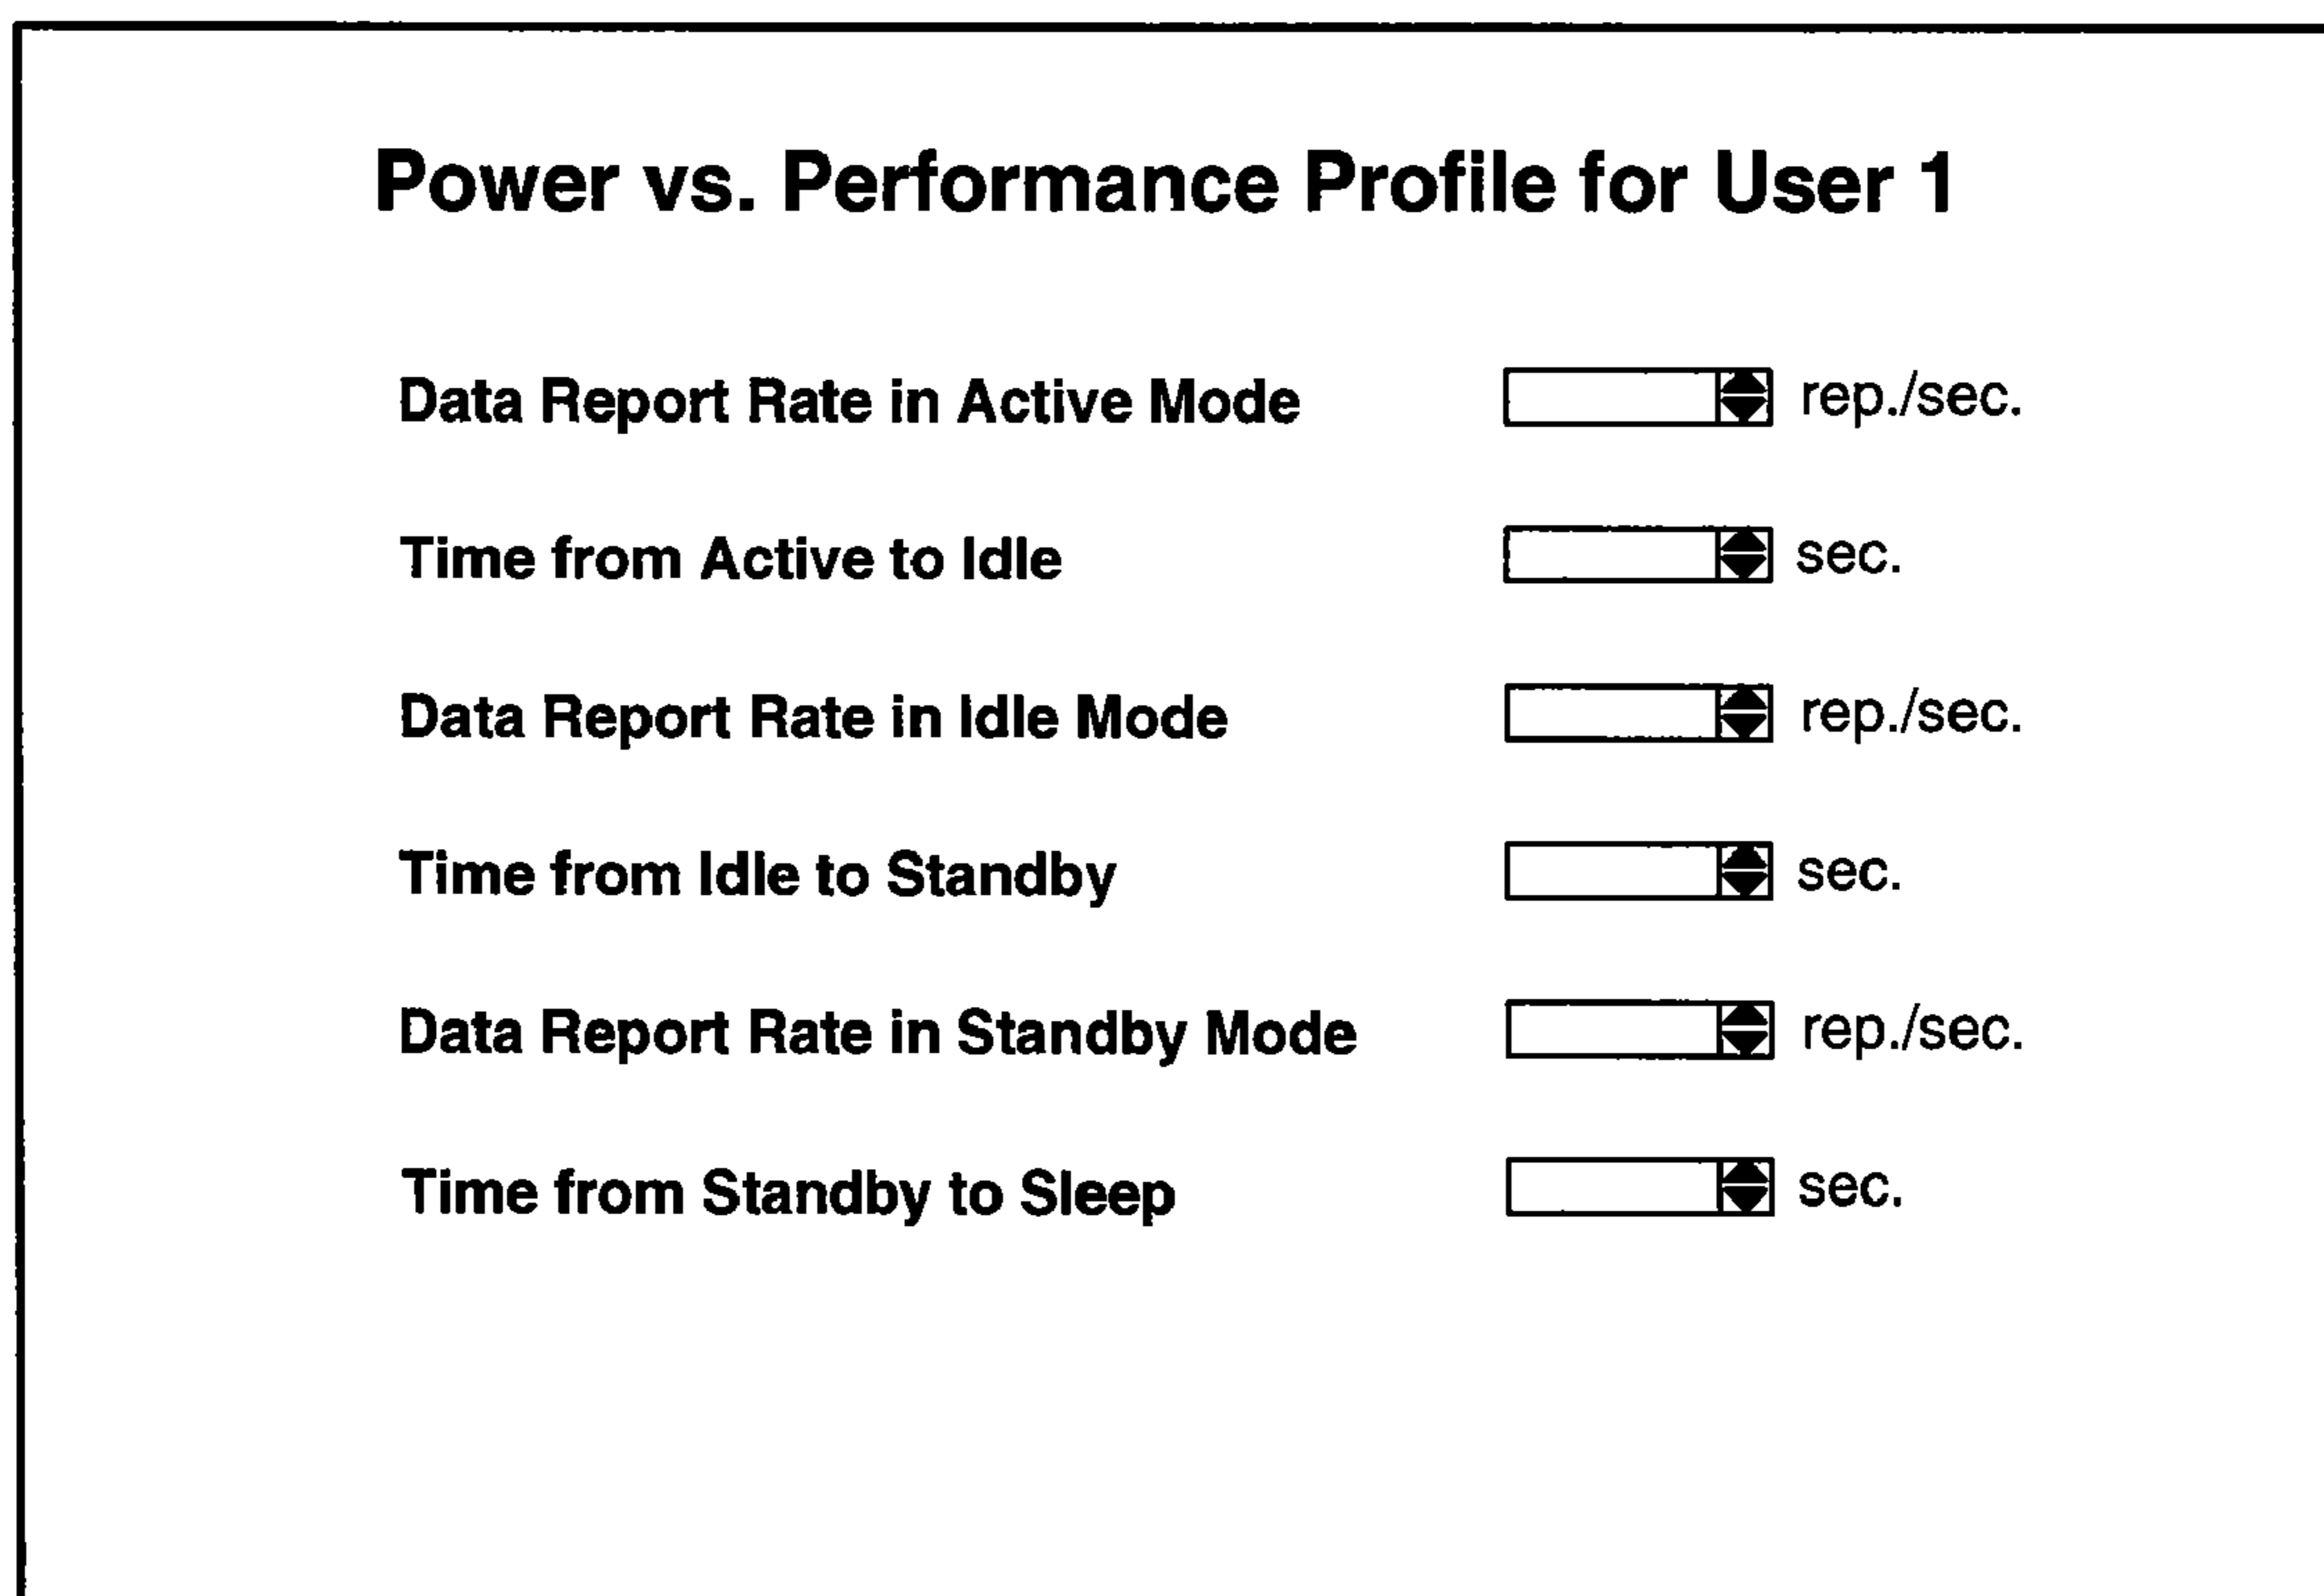 Power vs. Performance Profile for User 1
Data Report Rate in Active Mode rep./sec.
Time from Active to Idle sec.
Data Report Rate in Idle Mode rep./sec.
Time from Idle to Standby sec.
Data Report Rate in Standby Mode rep./sec.
Time from Standby to Sleep sec.